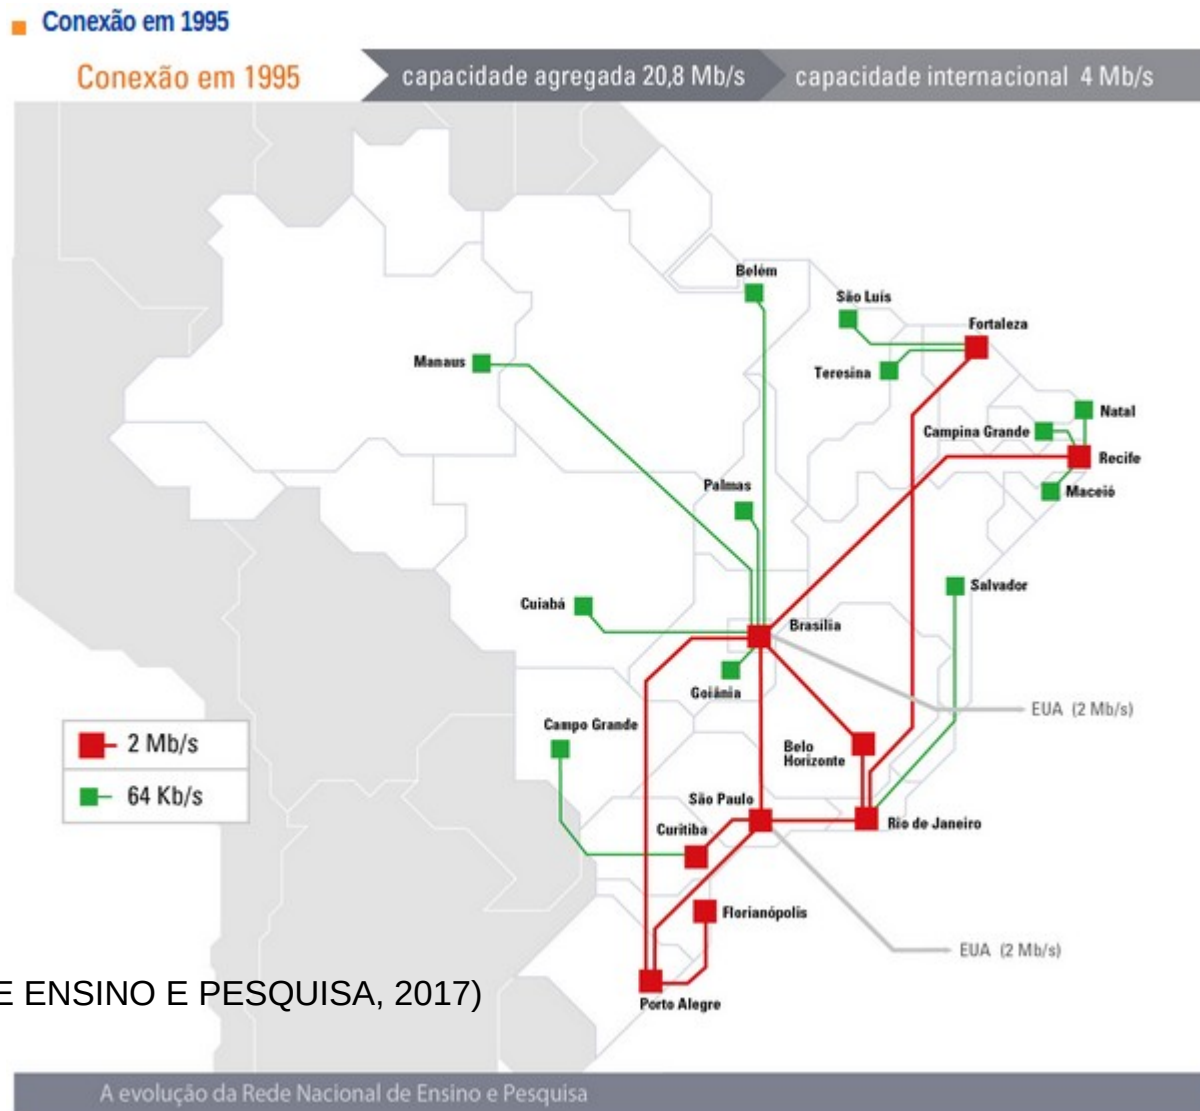 Conexão em 1995
Conexão em 1995
capacidade agregada 20,8 Mb/s
capacidade internacional 4 Mb/s
Belém
São Luís
Fortaleza
Manaus
Teresina
Natal
Campina Grande
Recife
Palmas
Maceió
Salvador
Cuiabá
Brasília
Goiânia
EUA (2 Mb/s)
Campo Grande
2 Mb/s
Belo
Horizonte
64 Kb/s
São Paulo
Rio de Janeiro
Curitiba
Florianópolis
EUA (2 Mb/s)
E ENSINO E PESQUISA, 2017)
Porto Alegre
A evolução da Rede Nacional de Ensino e Pesquisa